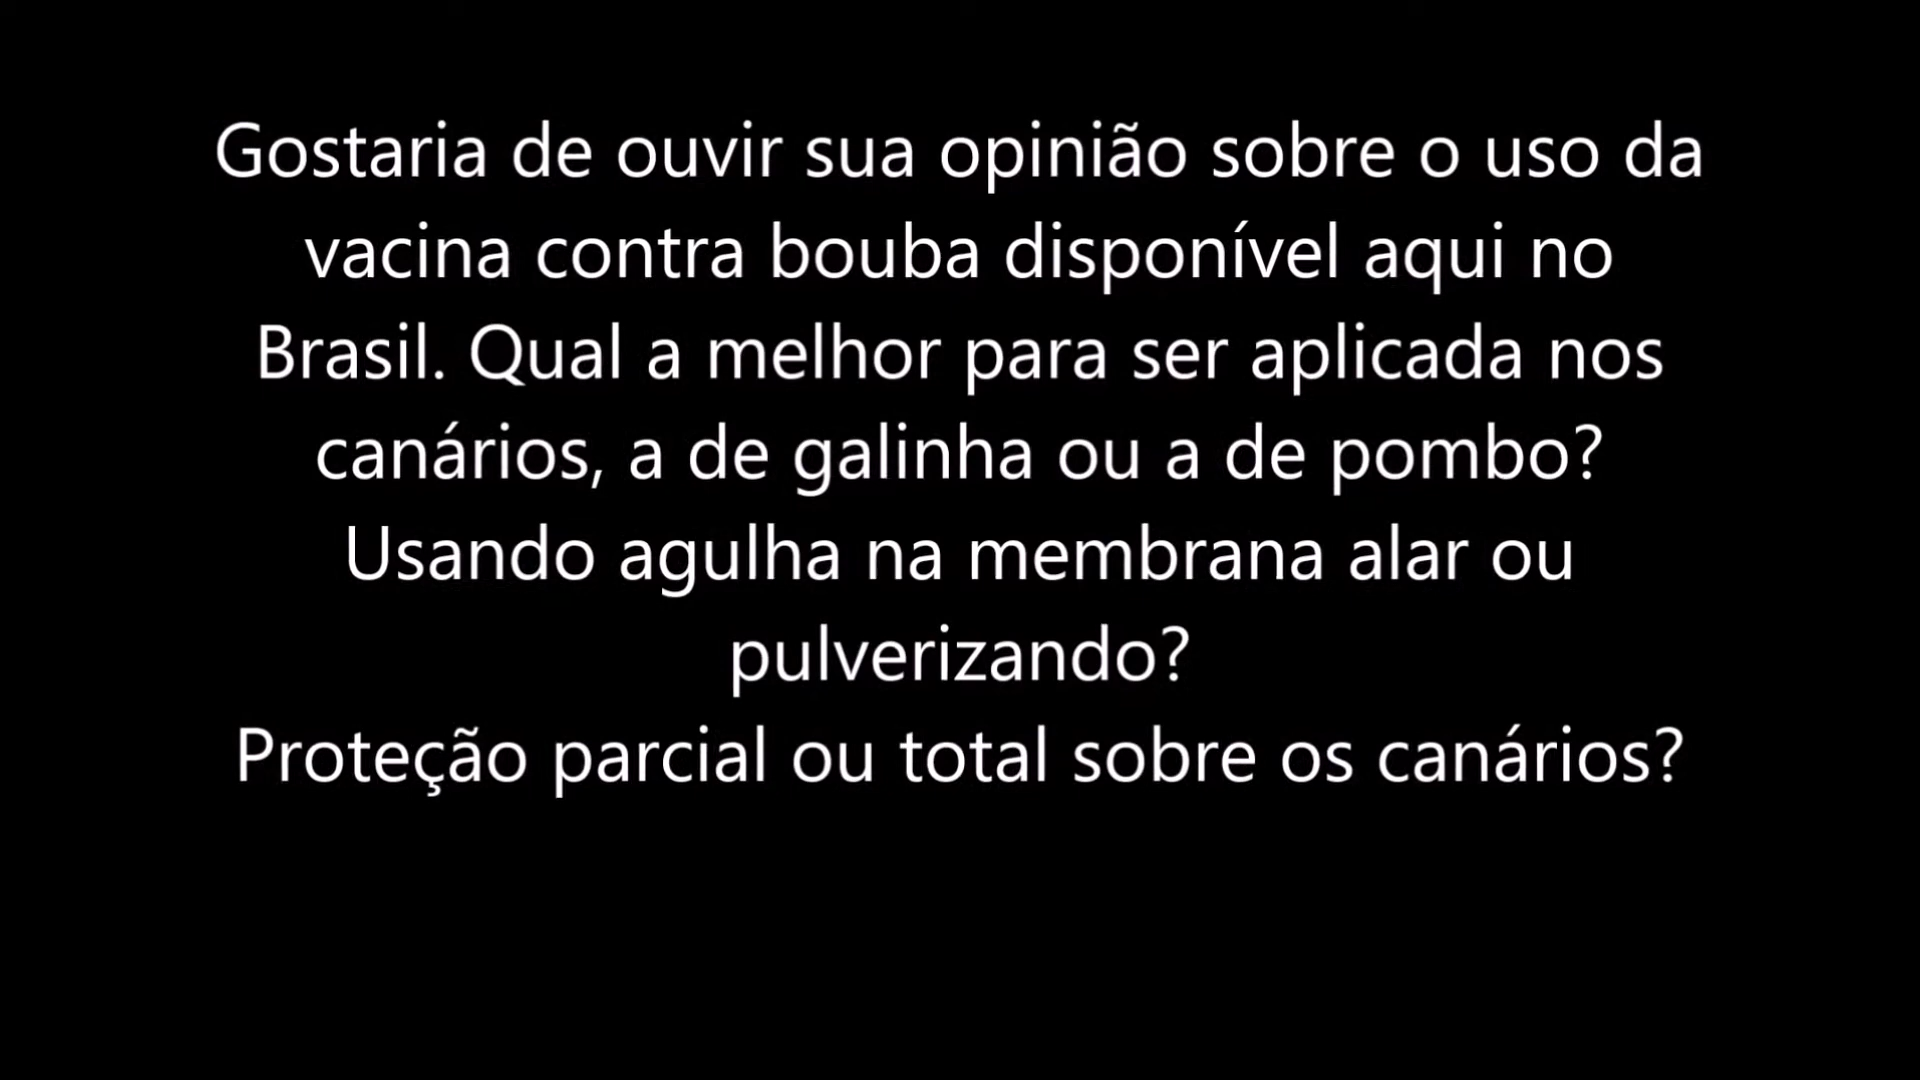 Gostaria de ouvir sua opinião sobre o uso da
vacina contra bouba disponível aqui no
Brasil. Qual a melhor para ser aplicada nos
canários, a de galinha ou a de pombo?
Usando agulha na membrana alar ou
pulverizando?
Proteção parcial ou total sobre os canários?